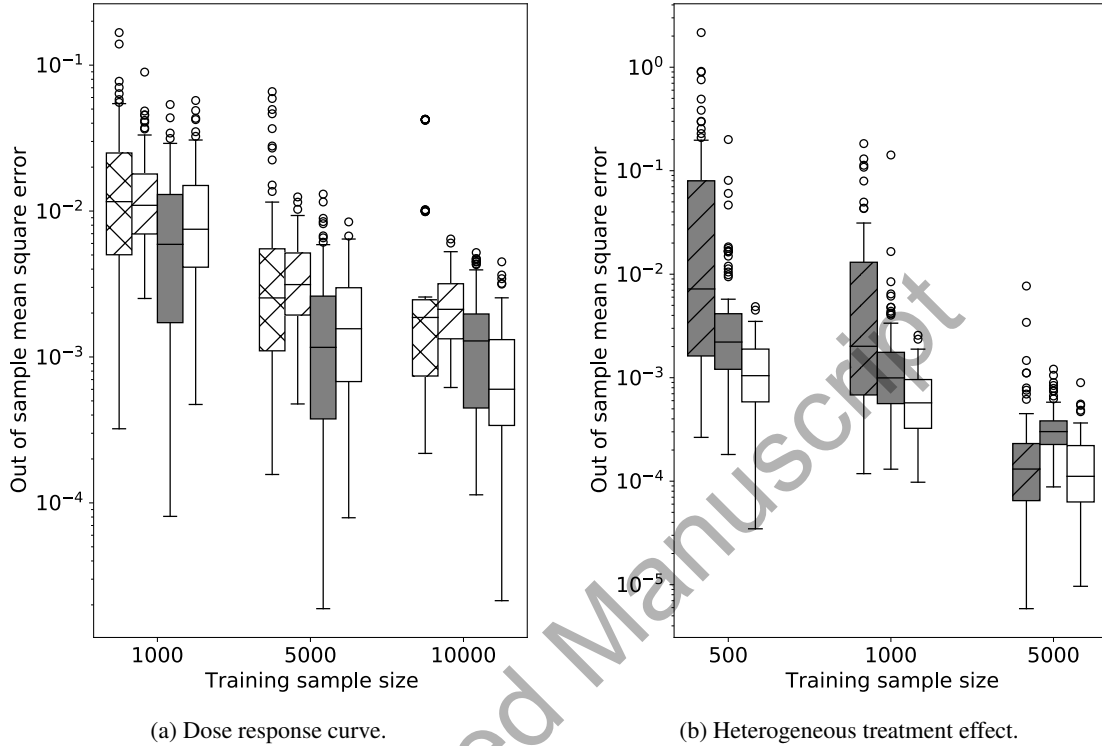 Out of sample mean square error
10⁻¹
10⁻²
10⁻³
10⁻⁴
1000 5000 10000
Training sample size
(a) Dose response curve.
Out of sample mean square error
10⁰
10⁻¹
10⁻²
10⁻³
10⁻⁴
10⁻⁵
500 1000 5000
Training sample size
(b) Heterogeneous treatment effect.
ed Manuscript